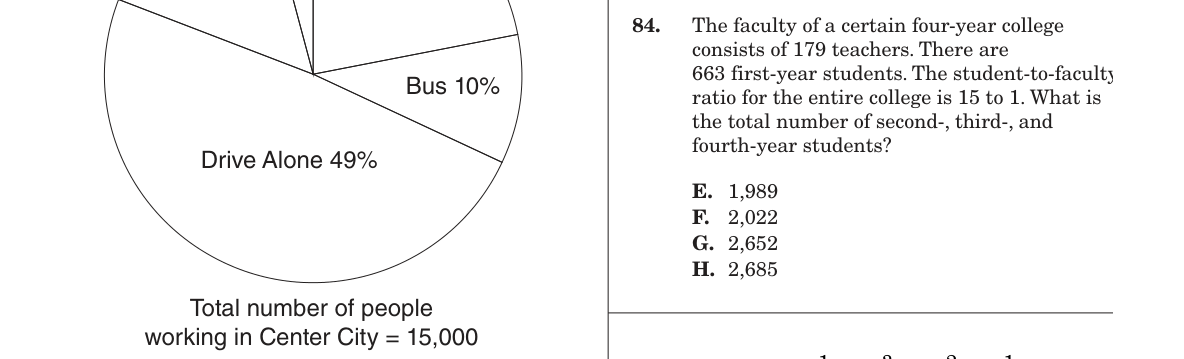 Bus 10%
Drive Alone 49%
Total number of people
working in Center City = 15,000
84. The faculty of a certain four-year college
consists of 179 teachers. There are
663 first-year students. The student-to-faculty
ratio for the entire college is 15 to 1. What is
the total number of second-, third-, and
fourth-year students?
E. 1,989
F. 2,022
G. 2,652
H. 2,685